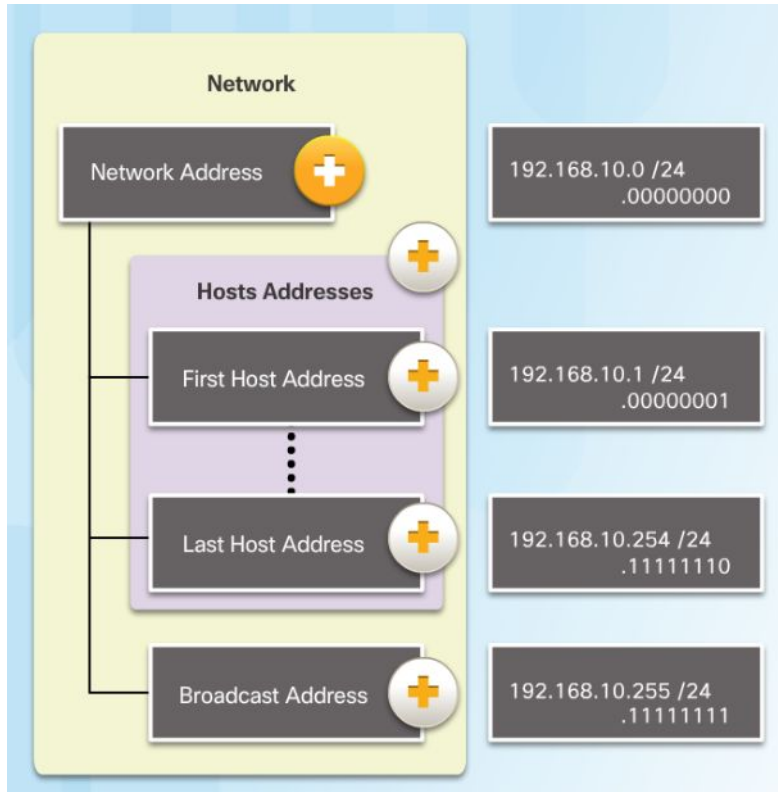 Network
Network Address
192.168.10.0 /24
.00000000
Hosts Addresses
First Host Address
192.168.10.1 /24
.00000001
Last Host Address
192.168.10.254 /24
.11111110
Broadcast Address
192.168.10.255 /24
.11111111